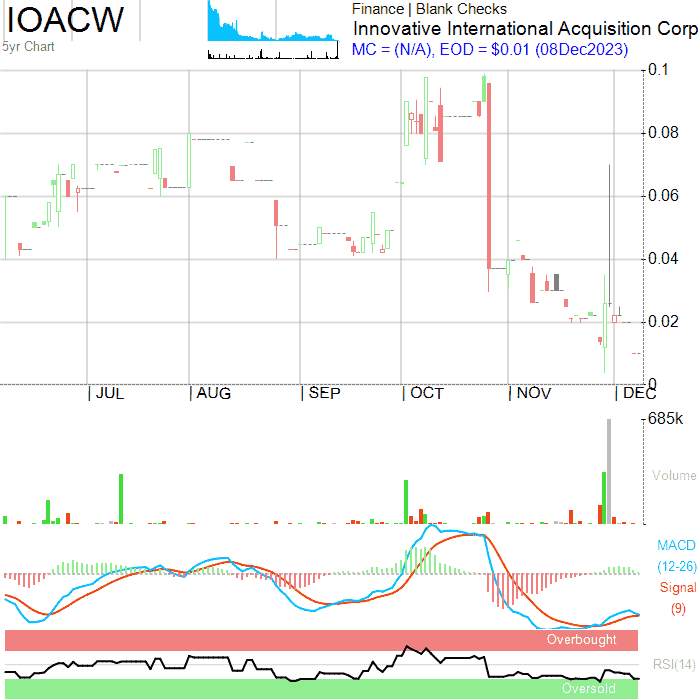 IOACW
5yr Chart
Finance | Blank Checks
Innovative International Acquisition Corp
MC = (N/A), EOD = $0.01 (08Dec2023)
0.1
0.08
0.06
0.04
0.02
0
| JUL | AUG | SEP | OCT | NOV | DEC
685k
Volume
MACD
(12-26)
Signal
(9)
Overbought
RSI(14)
Oversold